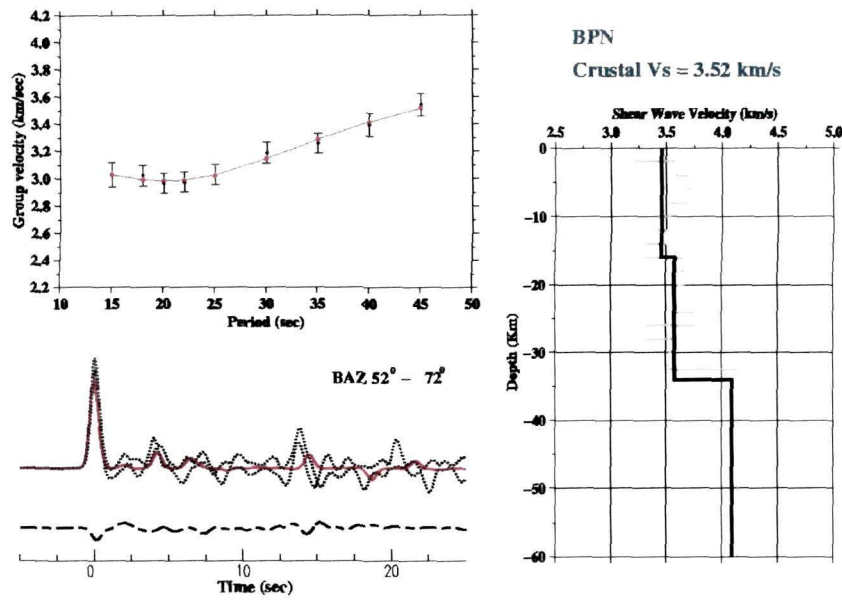 4.2
4.0
3.8
3.6
3.4
3.2
3.0
2.8
2.6
2.4
2.2
Group velocity (km/sec)
10 15 20 25 30 35 40 45 50
Period (sec)
BAZ 52° - 72°
0 10 20
Time (sec)
BPN
Crustal Vs = 3.52 km/s
Shear Wave Velocity (km/s)
2.5 3.0 3.5 4.0 4.5 5.0
0
-10
-20
-30
-40
-50
-60
Depth (Km)